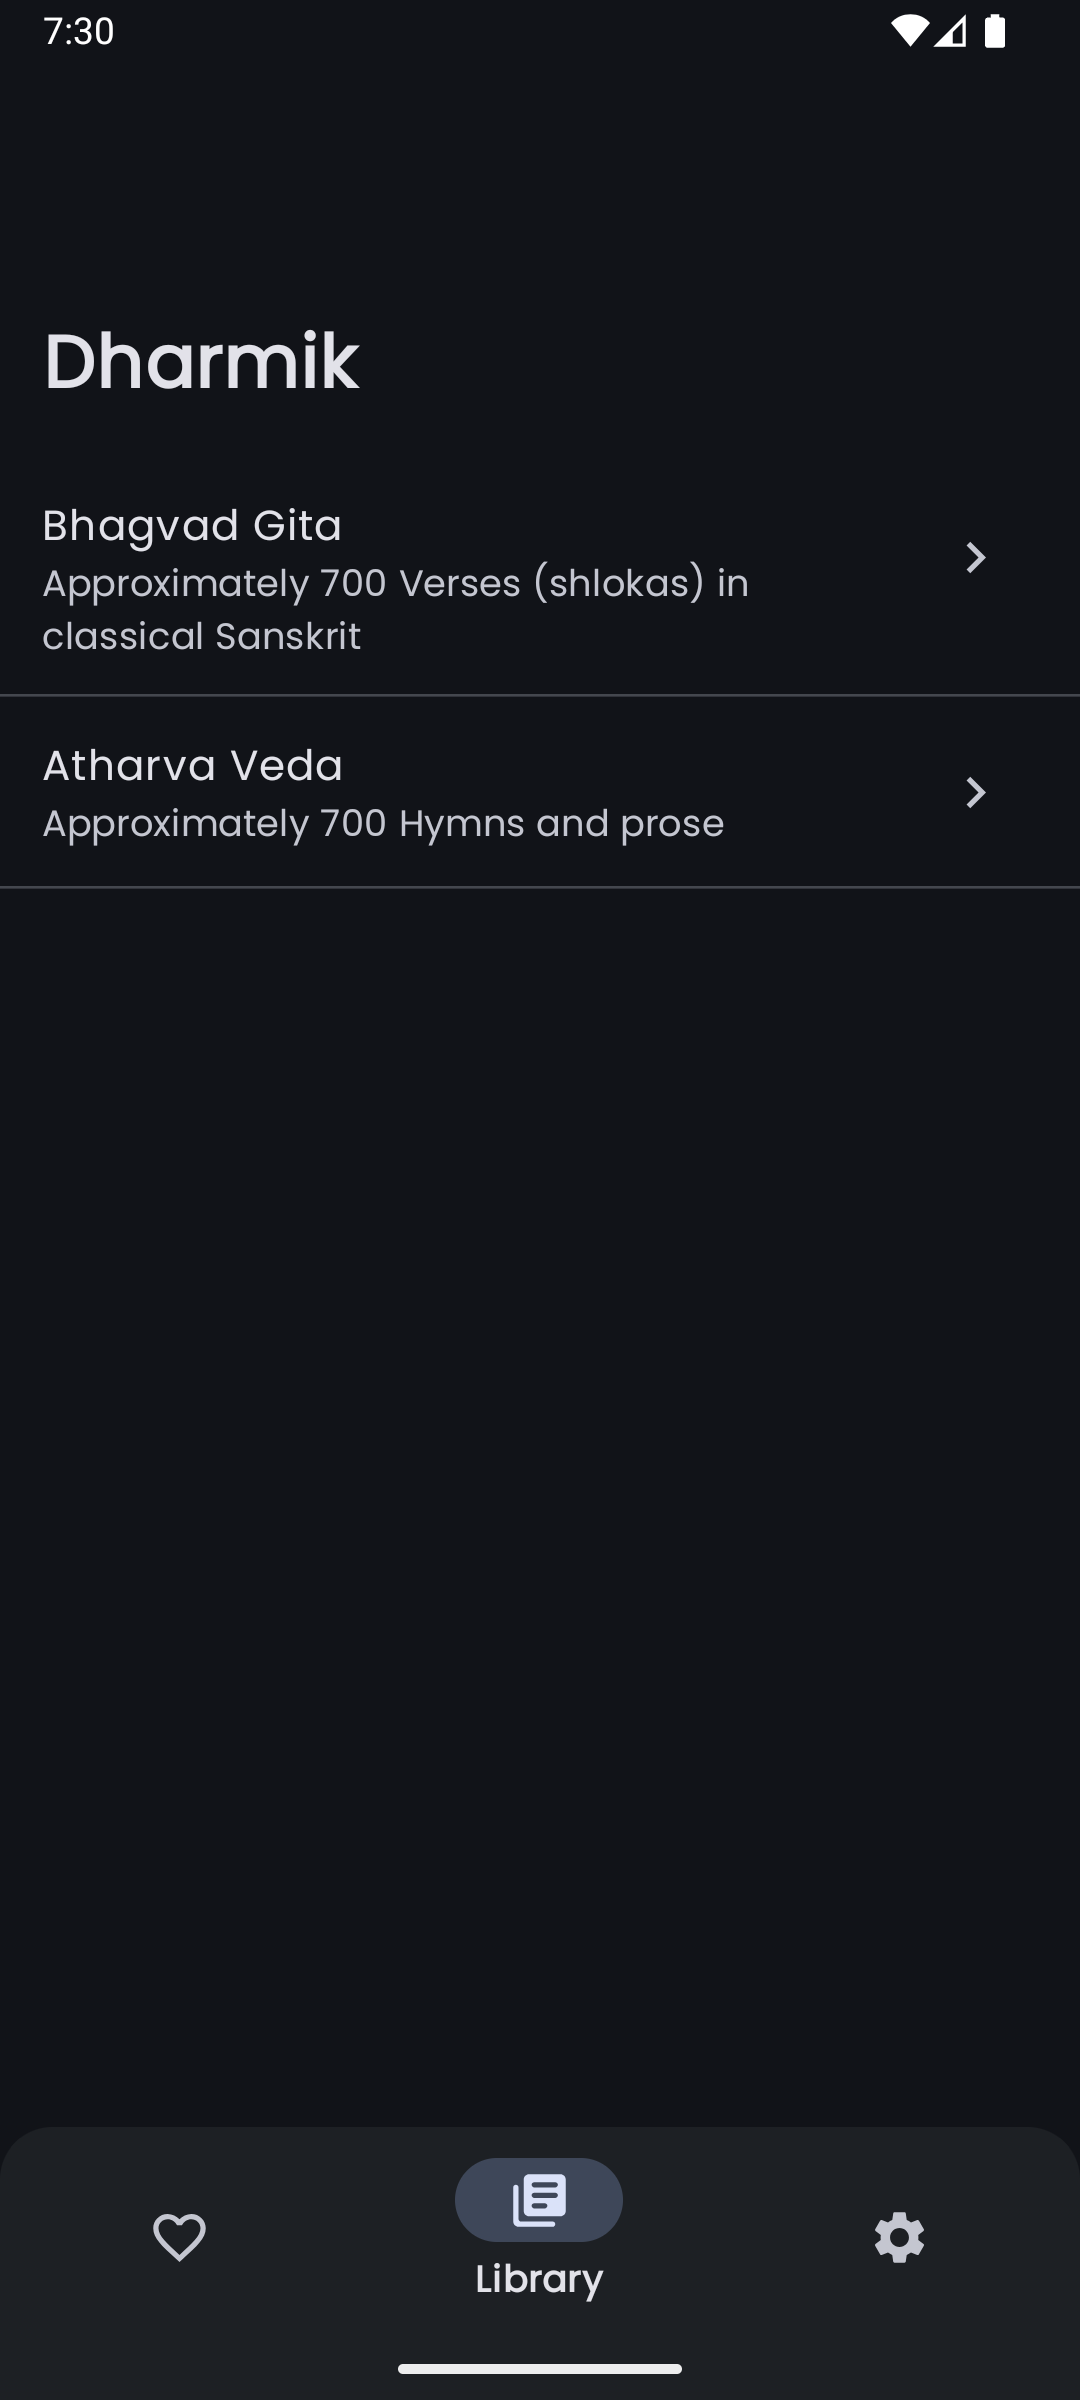 7:30
Dharmik
Bhagvad Gita
Approximately 700 Verses (shlokas) in
classical Sanskrit
Atharva Veda
Approximately 700 Hymns and prose
Library